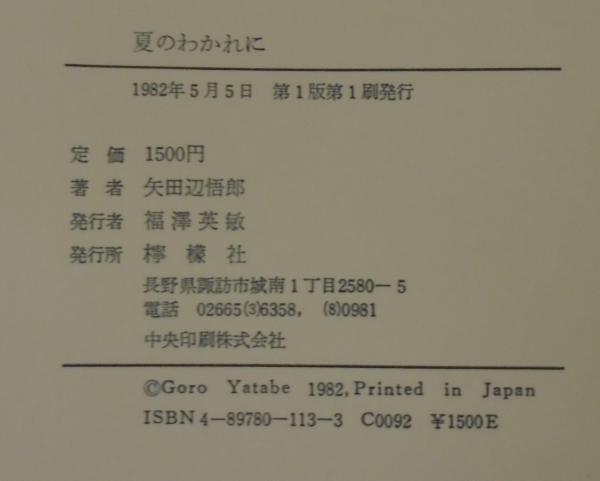 夏のわかれに
1982年5月5日 第1版第1刷発行
定 価 1500円
著 者 矢田辺悟郎
発行者 福澤英敏
発行所 檸檬社
長野県諏訪市城南1丁目2580—5
電話 02665(3)6358, (8)0981
中央印刷株式会社
©Goro Yatabe 1982, Printed in Japan
ISBN 4—89780—113—3 C0092 ¥1500E